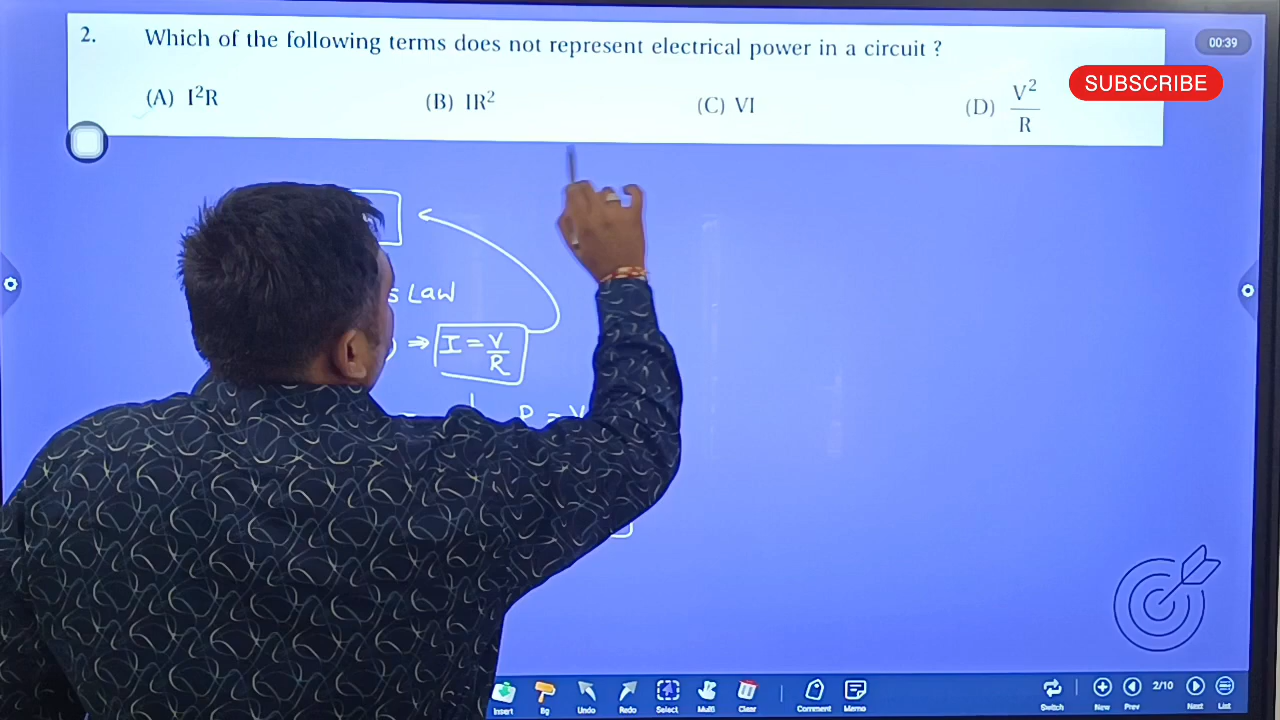 2. Which of the following terms does not represent electrical power in a circuit ?
00:39
SUBSCRIBE
(A) I²R (B) IR² (C) VI (D) V²/R
s Law
) ⇒ I = V/R
P = V
Insert Bg Undo Redo Select Multi Clear Comment Memo Switch New Prev 2/10 Next List